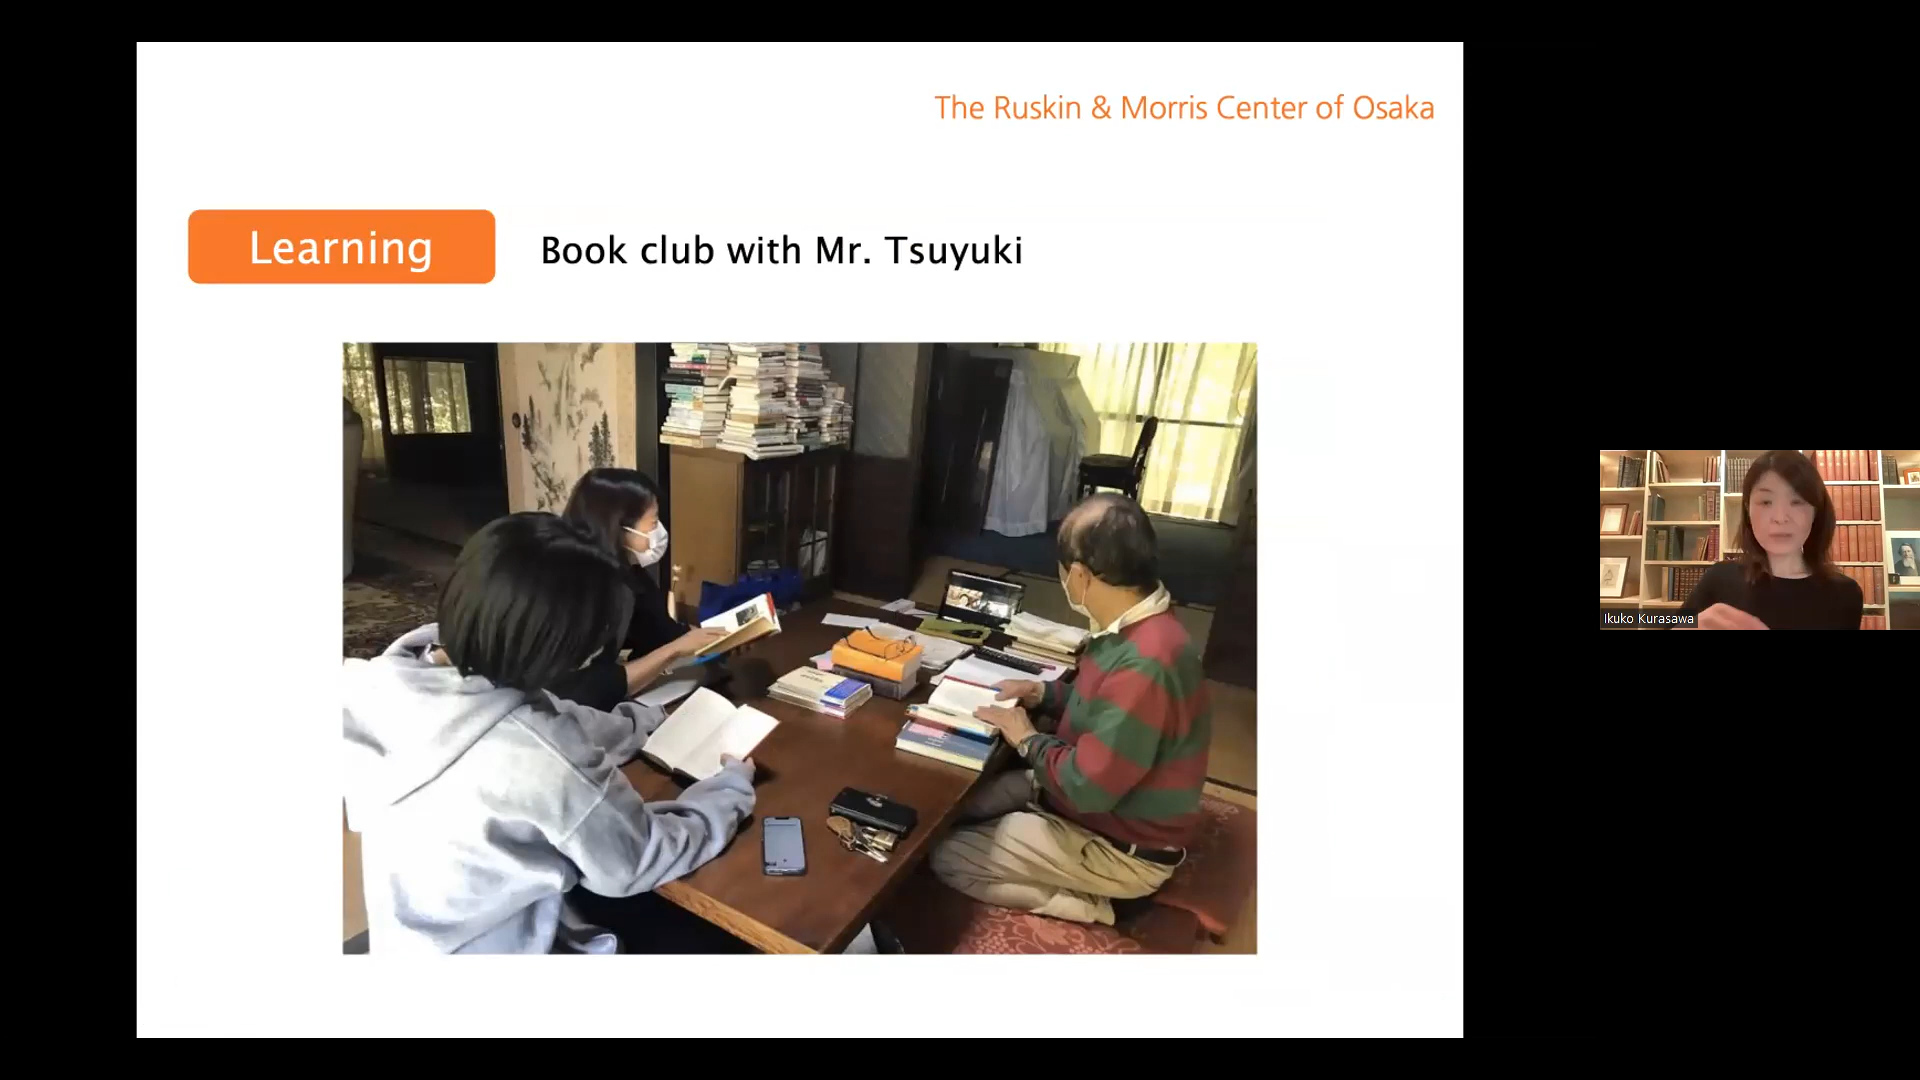 The Ruskin & Morris Center of Osaka
Learning
Book club with Mr. Tsuyuki
Ikuko Kurasawa